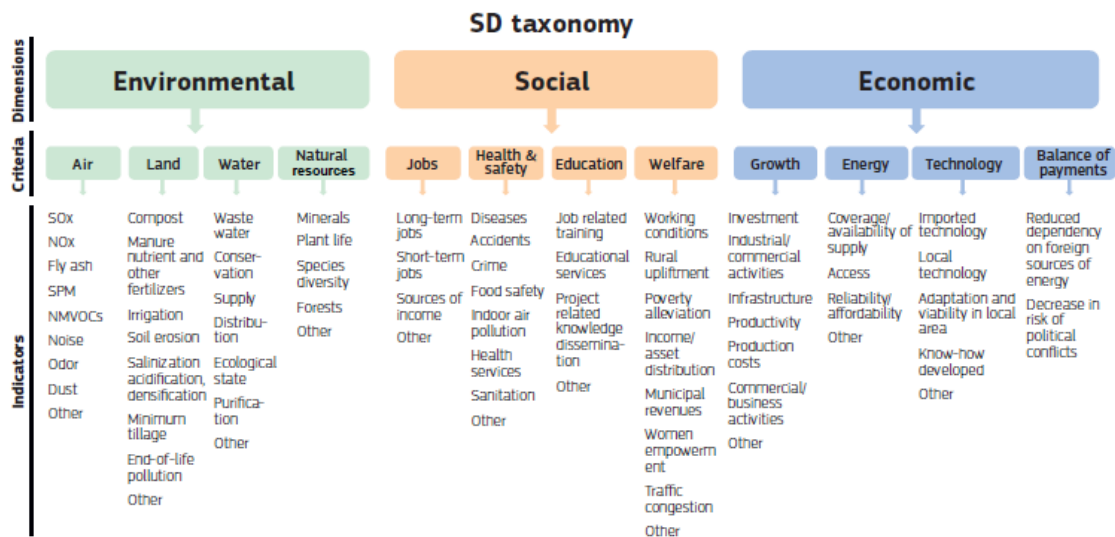 SD taxonomy
Dimensions
Environmental
Social
Economic
Criteria
Air
Land
Water
Natural
resources
Jobs
Health &
safety
Education
Welfare
Growth
Energy
Technology
Balance of
payments
Indicators
SOx
NOx
Fly ash
SPM
NMVOCs
Noise
Odor
Dust
Other
Compost
Manure
nutrient and
other
fertilizers
Irrigation
Soil erosion
Salinization
acidification,
densification
Minimum
tillage
End-of-life
pollution
Other
Waste
water
Conser-
vation
Supply
Distribu-
tion
Ecological
state
Purifica-
tion
Other
Minerals
Plant life
Species
diversity
Forests
Other
Long-term
jobs
Short-term
jobs
Sources of
income
Other
Diseases
Accidents
Crime
Food safety
Indoor air
pollution
Health
services
Sanitation
Other
Job related
training
Educational
services
Project
related
knowledge
dissemina-
tion
Other
Working
conditions
Rural
upliftment
Poverty
alleviation
Income/
asset
distribution
Municipal
revenues
Women
empowerm
ent
Traffic
congestion
Other
Investment
Industrial/
commercial
activities
Infrastructure
Productivity
Production
costs
Commercial/
business
activities
Other
Coverage/
availability of
supply
Access
Reliability/
affordability
Other
Imported
technology
Local
technology
Adaptation and
viability in local
area
Know-how
developed
Other
Reduced
dependency
on foreign
sources of
energy
Decrease in
risk of
political
conflicts